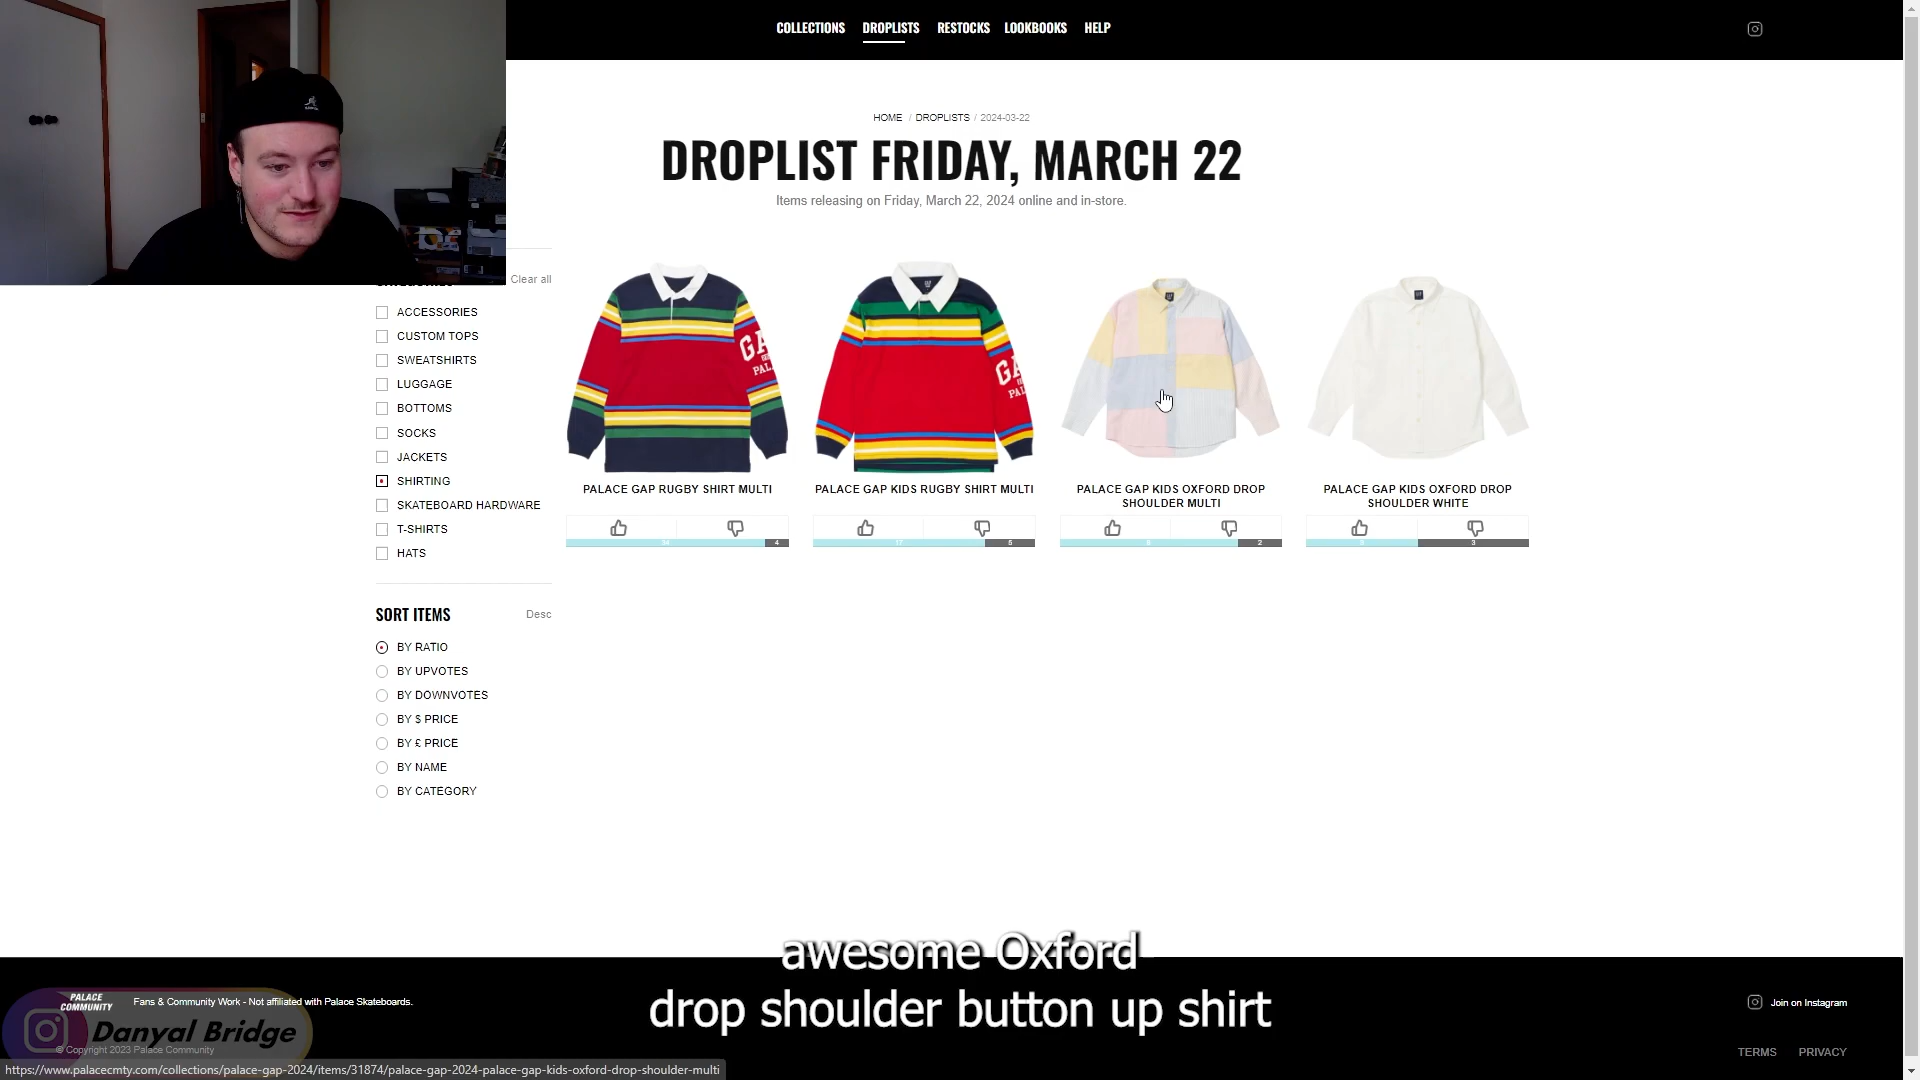 COLLECTIONS DROPLISTS RESTOCKS LOOKBOOKS HELP
HOME / DROPLISTS / 2024-03-22
DROPLIST FRIDAY, MARCH 22
Items releasing on Friday, March 22, 2024 online and in-store.
Clear all
ACCESSORIES
CUSTOM TOPS
SWEATSHIRTS
LUGGAGE
BOTTOMS
SOCKS
JACKETS
SHIRTING
SKATEBOARD HARDWARE
T-SHIRTS
HATS
SORT ITEMS Desc
BY RATIO
BY UPVOTES
BY DOWNVOTES
BY $ PRICE
BY £ PRICE
BY NAME
BY CATEGORY
PALACE GAP RUGBY SHIRT MULTI
34 4
PALACE GAP KIDS RUGBY SHIRT MULTI
17 5
PALACE GAP KIDS OXFORD DROP
SHOULDER MULTI
2
PALACE GAP KIDS OXFORD DROP
SHOULDER WHITE
3
awesome Oxford
drop shoulder button up shirt
PALACE
COMMUNITY
Fans & Community Work - Not affiliated with Palace Skateboards.
Danyal Bridge
© Copyright 2023 Palace Community
Join on Instagram
TERMS PRIVACY
https://www.palacecmty.com/collections/palace-gap-2024/items/31874/palace-gap-2024-palace-gap-kids-oxford-drop-shoulder-multi